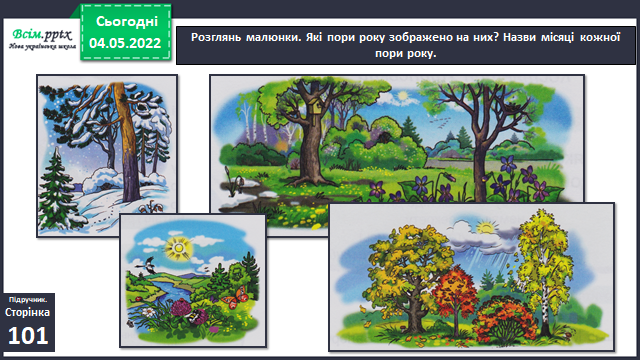 Всім.pptx
Нова українська школа
Сьогодні
04.05.2022
Розглянь малюнки. Які пори року зображено на них? Назви місяці кожної
пори року.
Підручник.
Сторінка
101